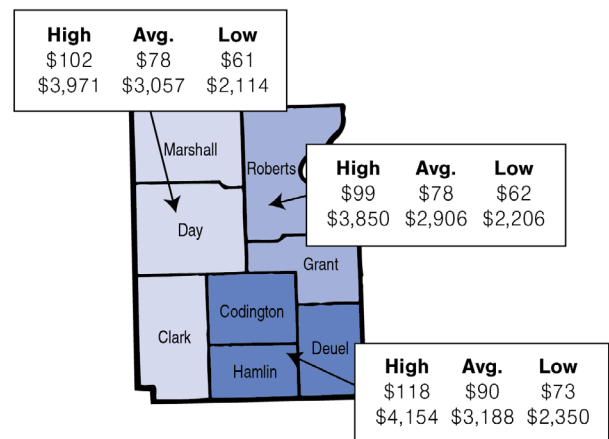 High Avg. Low
$102 $78 $61
$3,971 $3,057 $2,114
Marshall
Roberts
High Avg. Low
$99 $78 $62
$3,850 $2,906 $2,206
Day
Grant
Codington
Clark
Deuel
Hamlin
High Avg. Low
$118 $90 $73
$4,154 $3,188 $2,350